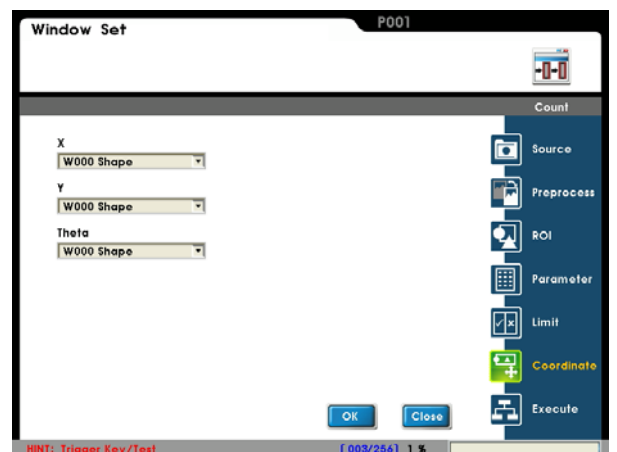 Window Set
P001
Count
X
W000 Shape
Y
W000 Shape
Theta
W000 Shape
Source
Preprocess
ROI
Parameter
Limit
Coordinate
Execute
OK
Close
HINT: Trigger Key/Test
[003/256] 1 %